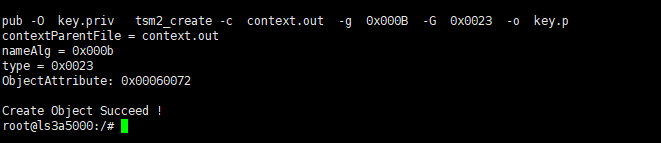 pub -O key.priv tsm2_create -c context.out -g 0x000B -G 0x0023 -o key.p
contextParentFile = context.out
nameAlg = 0x000b
type = 0x0023
ObjectAttribute: 0x00060072
Create Object Succeed !
root@ls3a5000:/#